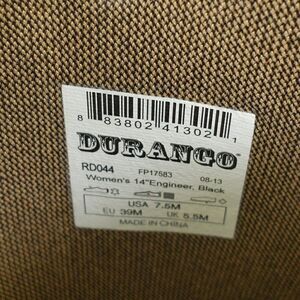 8 83802 41302 1
DURANGO
RD044 FP17583 08-13
Women's 14"Engineer, Black
USA 7.5M
EU 39M UK 5.5M
MADE IN CHINA